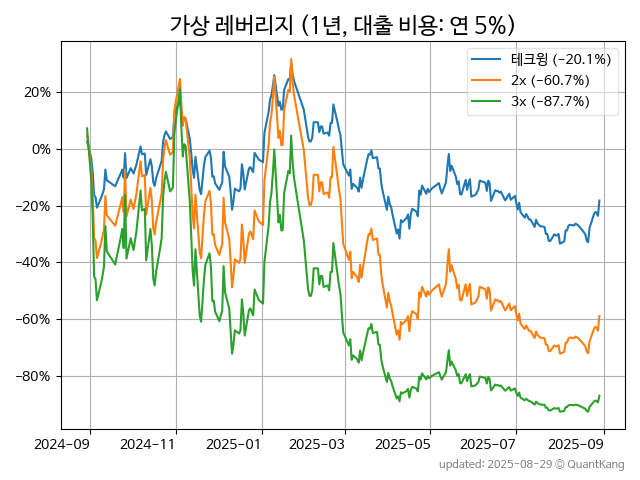 가상 레버리지 (1년, 대출 비용: 연 5%)
테크윙 (-20.1%)
2x (-60.7%)
3x (-87.7%)
20%
0%
−20%
−40%
−60%
−80%
2024-09 2024-11 2025-01 2025-03 2025-05 2025-07 2025-09
updated: 2025-08-29 © QuantKang